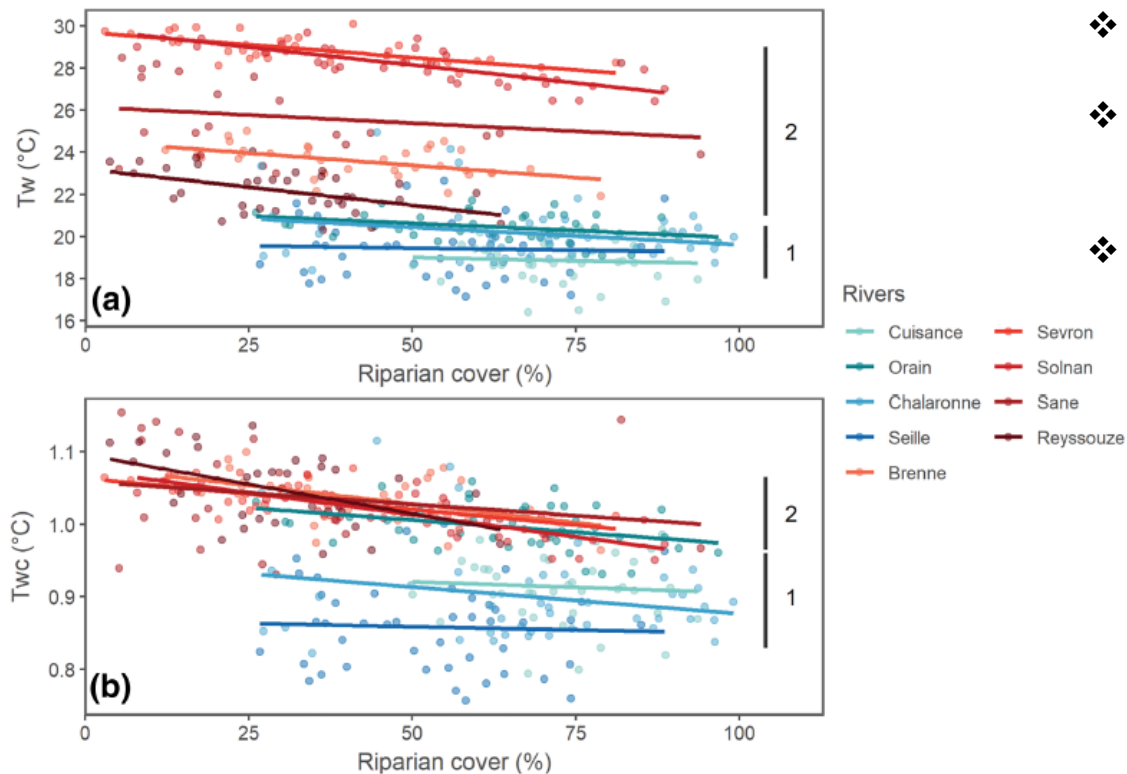 30
28
26
24
22
20
18
16
Tw (°C)
2
1
(a)
0 25 50 75 100
Riparian cover (%)
1.1
1.0
0.9
0.8
Twc (°C)
2
1
(b)
0 25 50 75 100
Riparian cover (%)
Rivers
Cuisance Sevron
Orain Solnan
Chalaronne Sane
Seille Reyssouze
Brenne